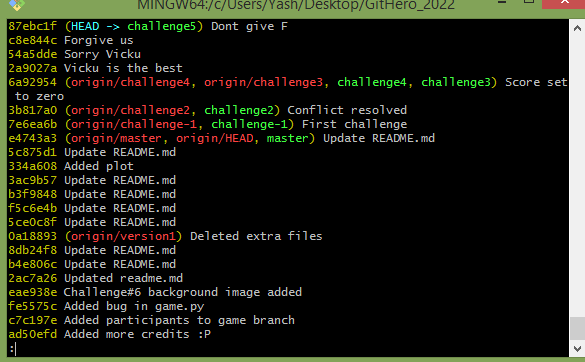 MINGW64:/c/Users/Yash/Desktop/GitHero_2022
87ebc1f (HEAD -> challenge5) Dont give F
c8e844c Forgive us
54a5dde Sorry Vicku
2a9027a Vicku is the best
6a92954 (origin/challenge4, origin/challenge3, challenge4, challenge3) Score set
to zero
3b817a0 (origin/challenge2, challenge2) Conflict resolved
7e6ea6b (origin/challenge-1, challenge-1) First challenge
e4743a3 (origin/master, origin/HEAD, master) Update README.md
5c875d1 Update README.md
334a608 Added plot
3ac9b57 Update README.md
b3f9848 Update README.md
f5c6e4b Update README.md
5ce0c8f Update README.md
0a18893 (origin/version1) Deleted extra files
8db24f8 Update README.md
b4e806c Update README.md
2ac7a26 Updated readme.md
eae938e Challenge#6 background image added
fe5575c Added bug in game.py
c7c197e Added participants to game branch
ad50efd Added more credits :P
: